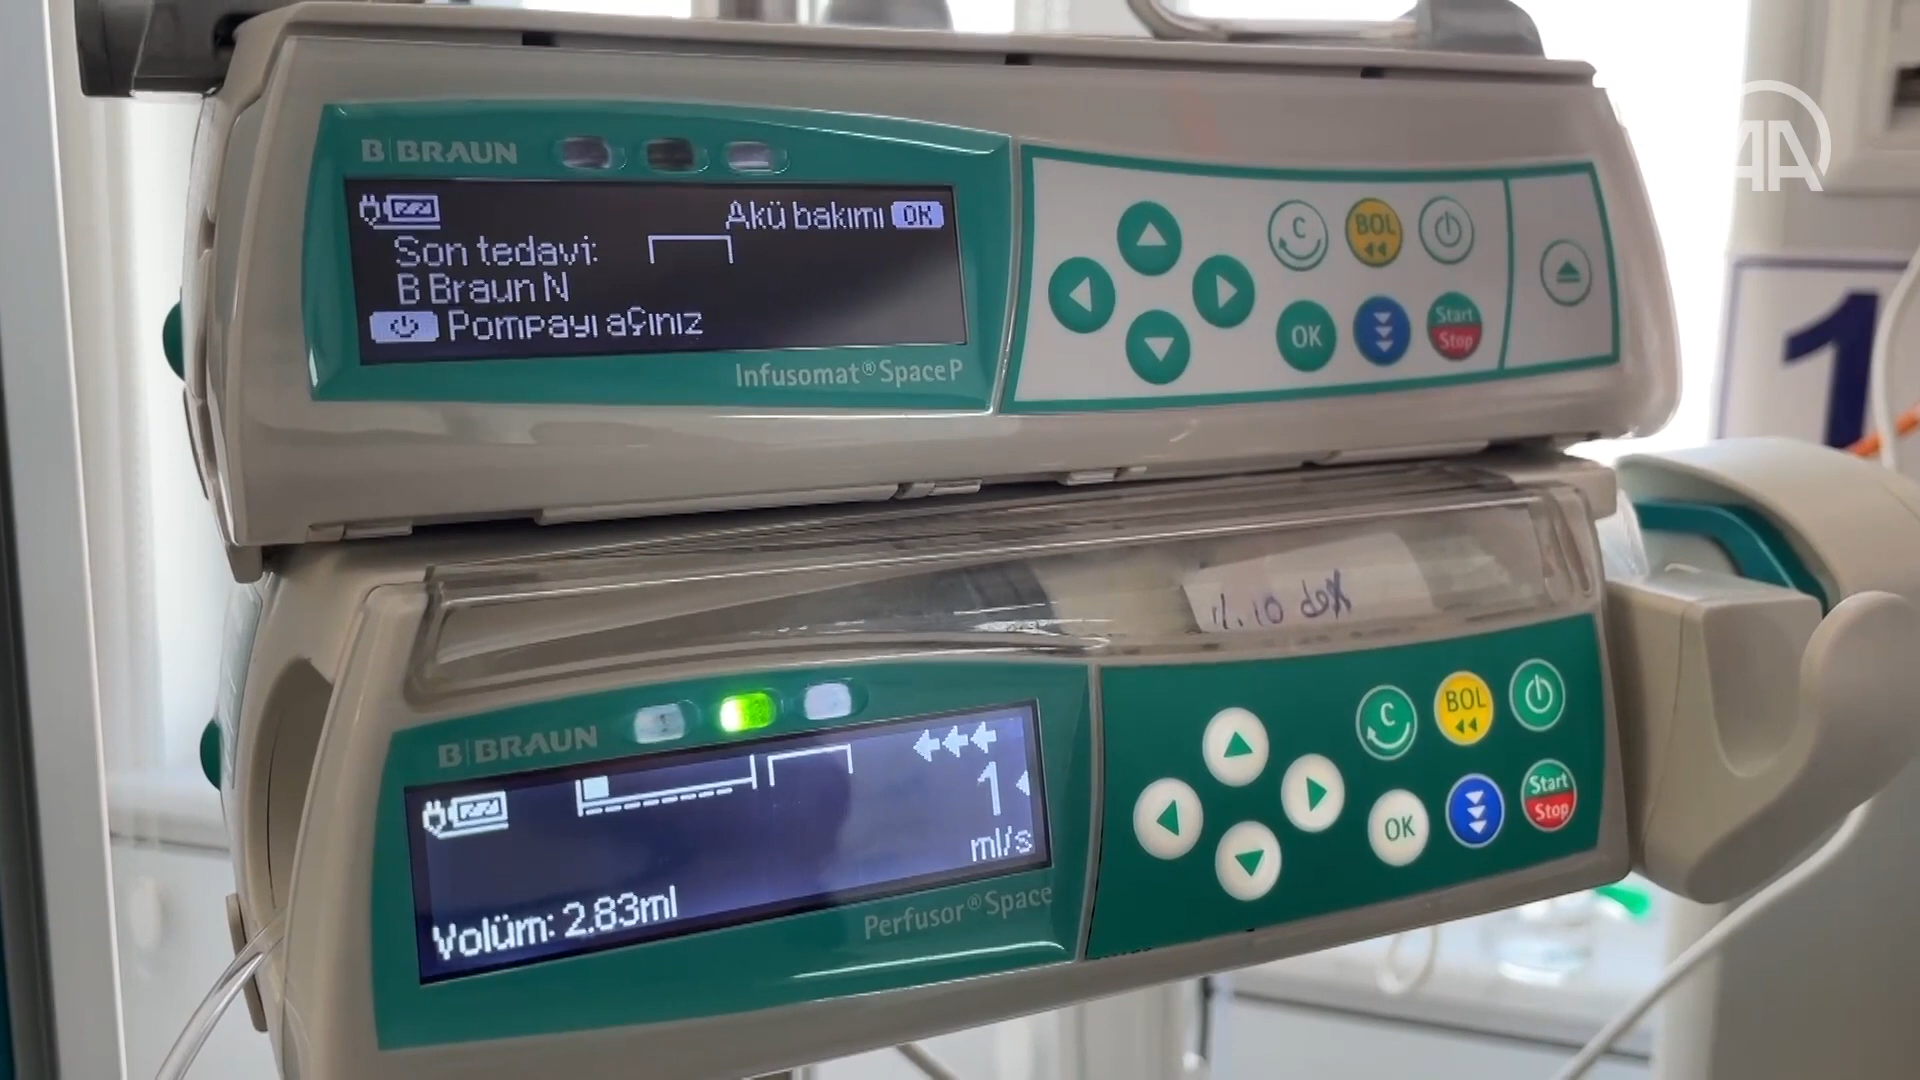 AA
B|BRAUN
Akü bakımı OK
Son tedavi:
B Braun N
Pompayı açınız
Infusomat® Space P
C
BOL
OK
Start
Stop
1
%10 dex
B|BRAUN
1
ml/s
Volüm: 2.83ml
Perfusor® Space
C
BOL
OK
Start
Stop